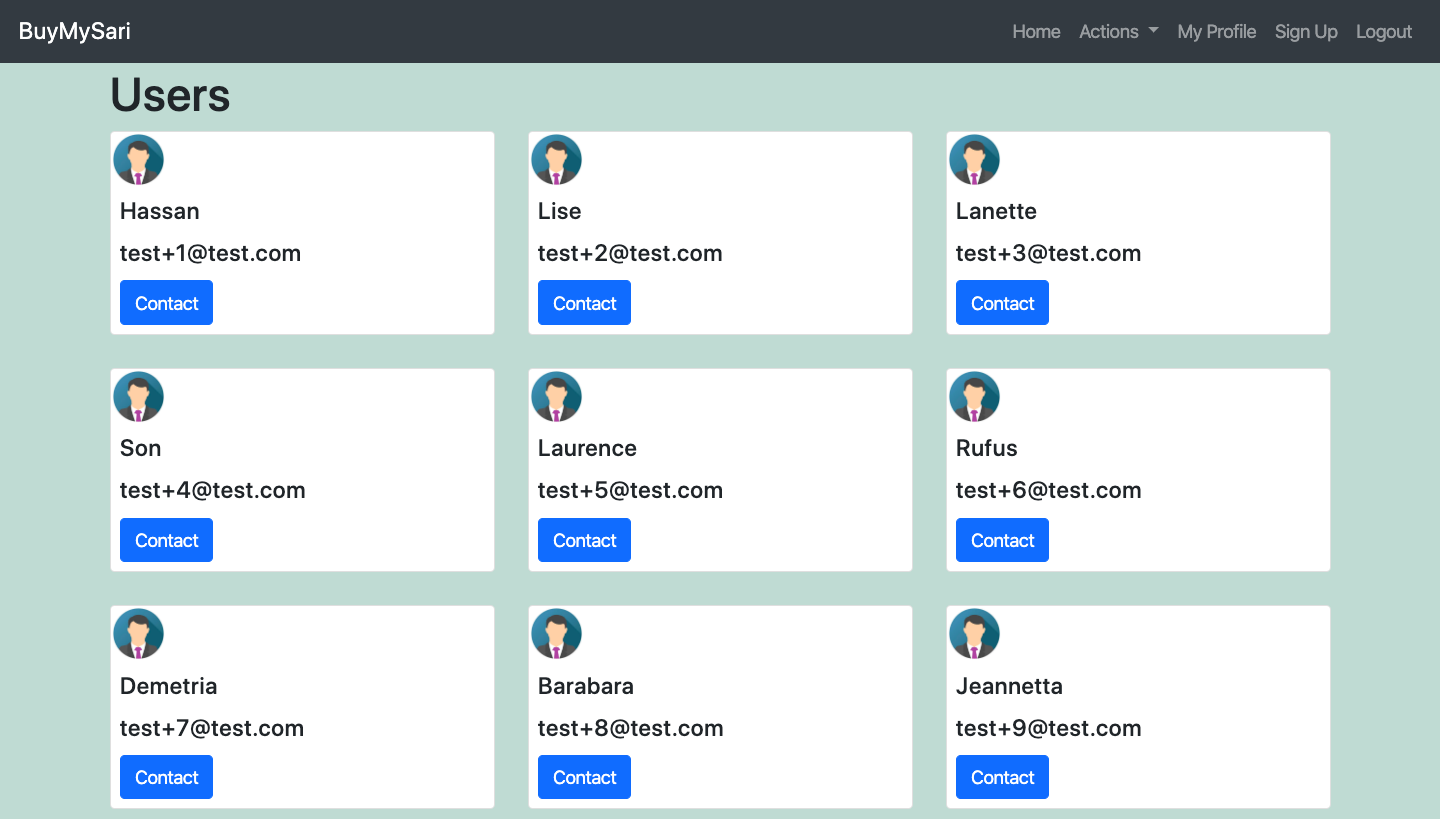 BuyMySari
Home Actions My Profile Sign Up Logout
Users
Hassan
test+1@test.com
Contact
Lise
test+2@test.com
Contact
Lanette
test+3@test.com
Contact
Son
test+4@test.com
Contact
Laurence
test+5@test.com
Contact
Rufus
test+6@test.com
Contact
Demetria
test+7@test.com
Contact
Barabara
test+8@test.com
Contact
Jeannetta
test+9@test.com
Contact